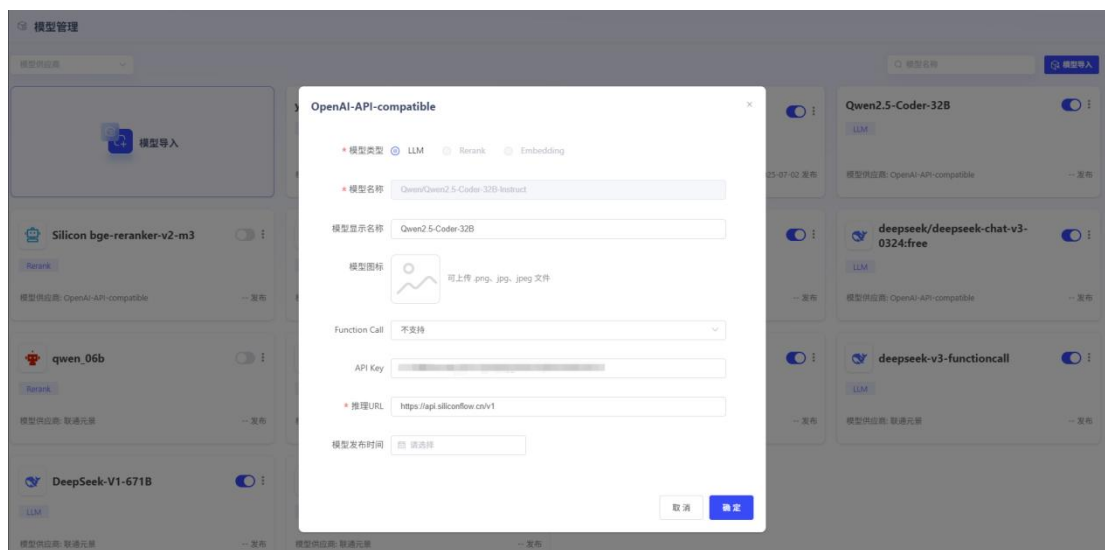 模型管理
模型供应商
模型名称
模型导入
模型导入
OpenAI-API-compatible
* 模型类型
LLM
Rerank
Embedding
* 模型名称
Qwen/Qwen2.5-Coder-32B-Instruct
模型显示名称
Qwen2.5-Coder-32B
模型图标
可上传 .png、.jpg、.jpeg 文件
Function Call
不支持
API Key
* 推理URL
https://api.siliconflow.cn/v1
模型发布时间
请选择
取消
确定
25-07-02 发布
Qwen2.5-Coder-32B
LLM
模型供应商: OpenAI-API-compatible
-- 发布
Silicon bge-reranker-v2-m3
Rerank
模型供应商: OpenAI-API-compatible
-- 发布
-- 发布
deepseek/deepseek-chat-v3-
0324:free
LLM
模型供应商: OpenAI-API-compatible
-- 发布
qwen_06b
Rerank
模型供应商: 联通元景
-- 发布
-- 发布
deepseek-v3-functioncall
LLM
模型供应商: 联通元景
-- 发布
DeepSeek-V1-671B
LLM
模型供应商: 联通元景
-- 发布
模型供应商: 联通元景
-- 发布